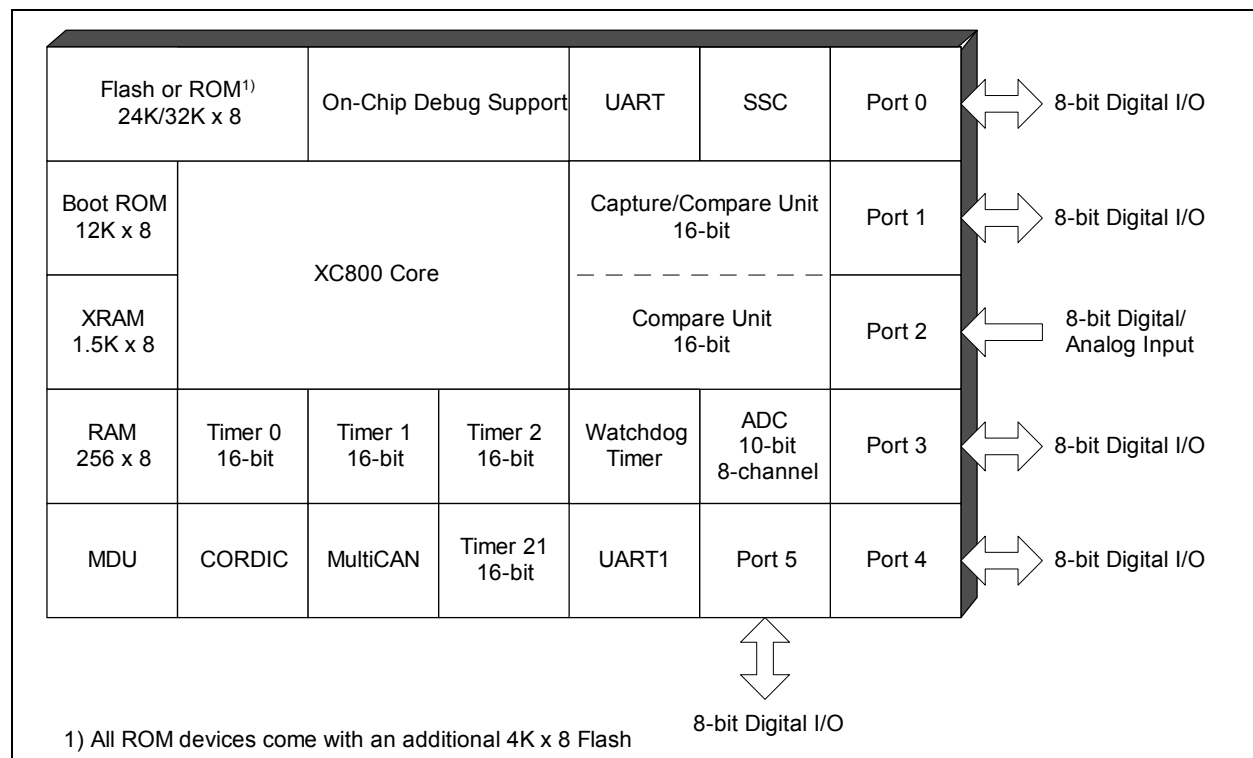 Flash or ROM1)
24K/32K x 8
On-Chip Debug Support
UART
SSC
Port 0
8-bit Digital I/O
Boot ROM
12K x 8
XC800 Core
Capture/Compare Unit
16-bit
Port 1
8-bit Digital I/O
XRAM
1.5K x 8
Compare Unit
16-bit
Port 2
8-bit Digital/
Analog Input
RAM
256 x 8
Timer 0
16-bit
Timer 1
16-bit
Timer 2
16-bit
Watchdog
Timer
ADC
10-bit
8-channel
Port 3
8-bit Digital I/O
MDU
CORDIC
MultiCAN
Timer 21
16-bit
UART1
Port 5
Port 4
8-bit Digital I/O
8-bit Digital I/O
1) All ROM devices come with an additional 4K x 8 Flash